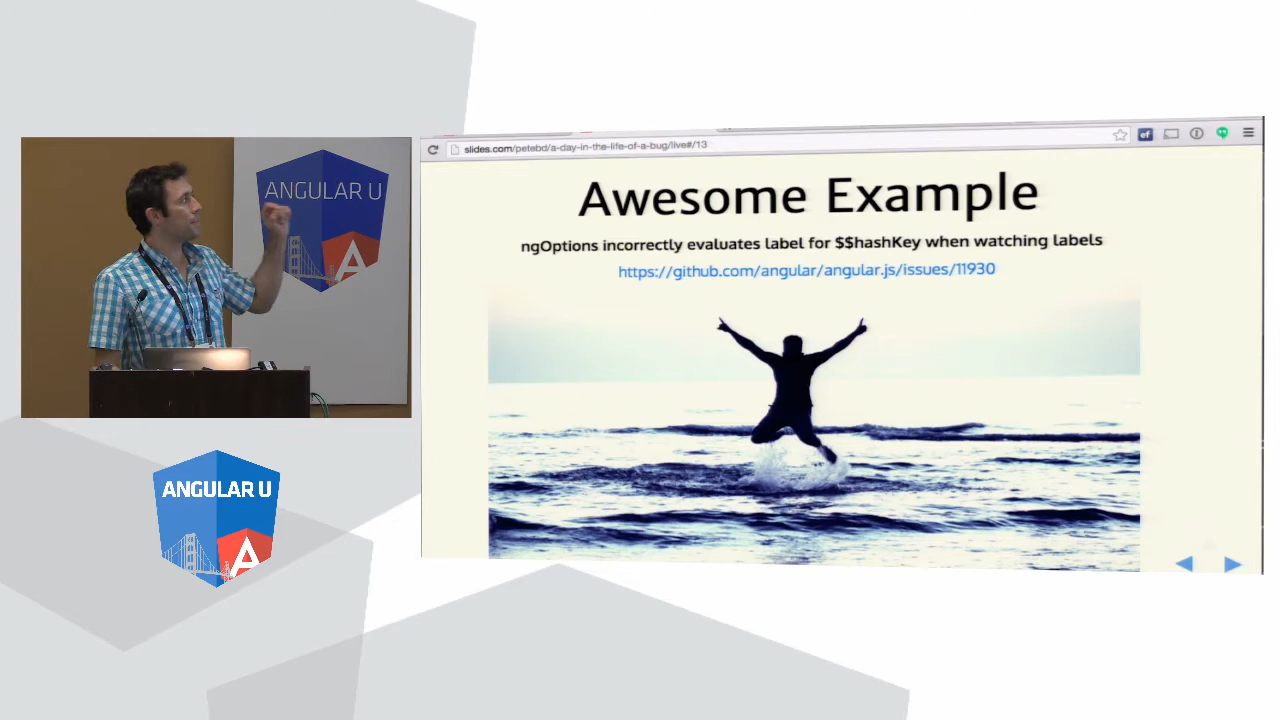 ANGULAR U
slides.com/petebd/a-day-in-the-life-of-a-bug/live#/13
ef
Awesome Example
ngOptions incorrectly evaluates label for $$hashKey when watching labels
https://github.com/angular/angular.js/issues/11930
ANGULAR U